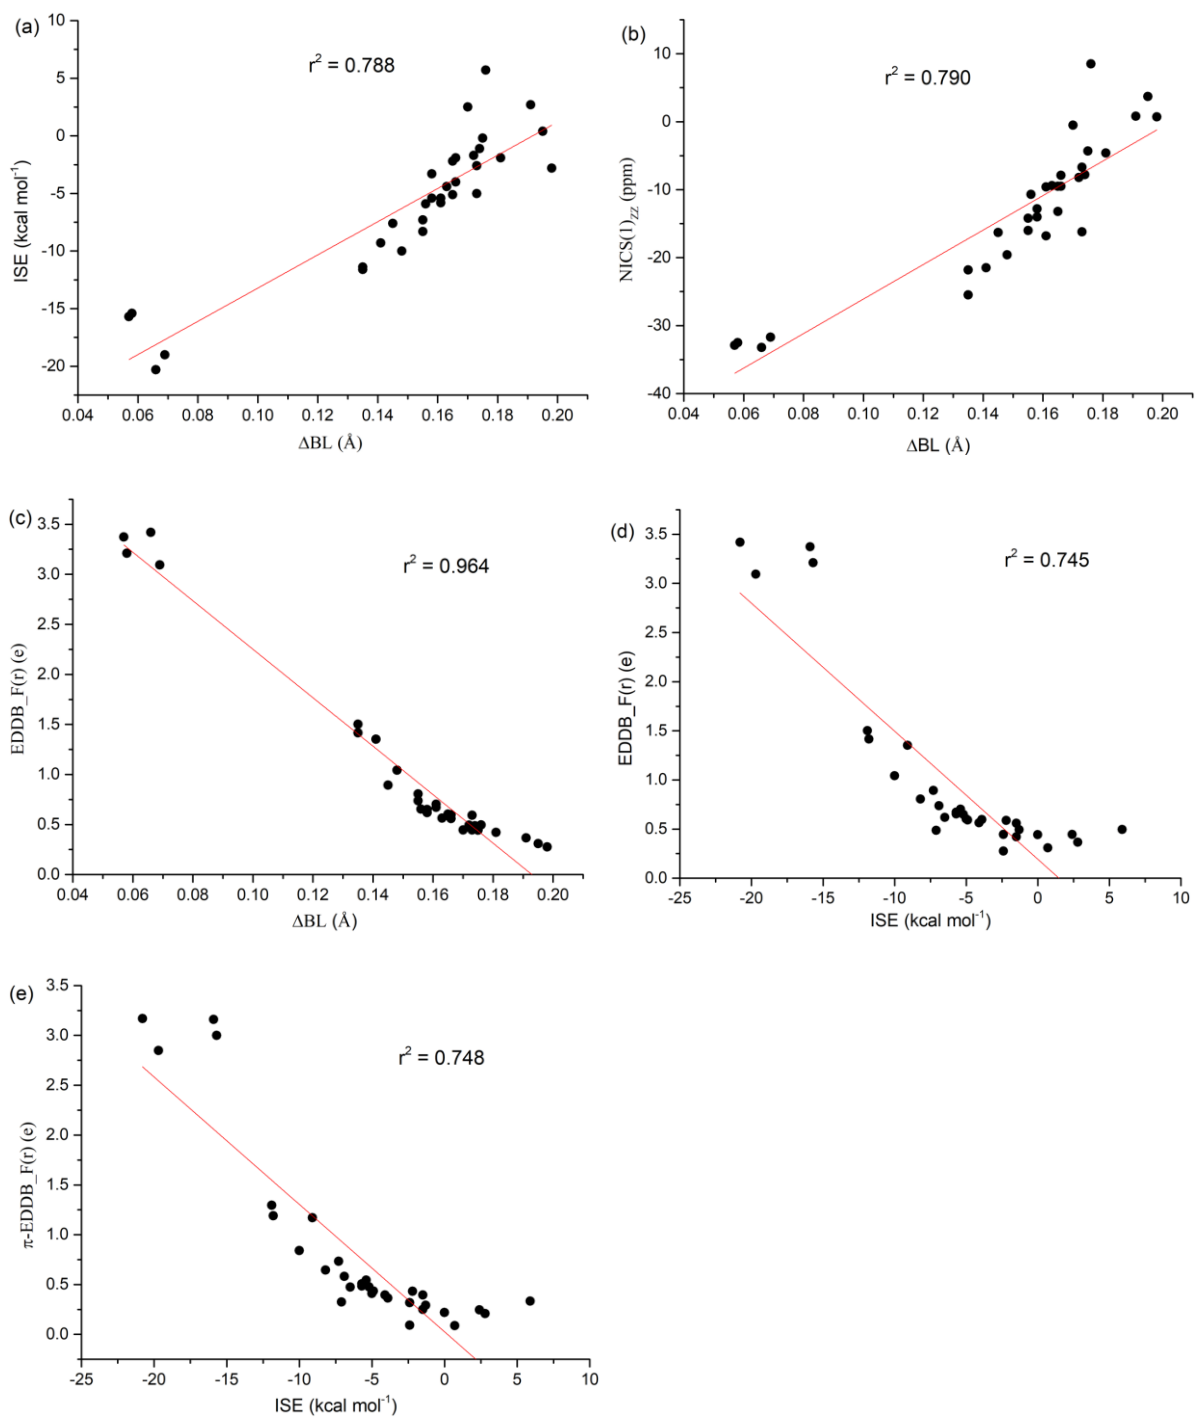 (a)
r² = 0.788
10
5
0
-5
-10
-15
-20
ISE (kcal mol⁻¹)
0.04 0.06 0.08 0.10 0.12 0.14 0.16 0.18 0.20
ΔBL (Å)
(b)
r² = 0.790
10
0
-10
-20
-30
-40
NICS(1)zz (ppm)
0.04 0.06 0.08 0.10 0.12 0.14 0.16 0.18 0.20
ΔBL (Å)
(c)
r² = 0.964
3.5
3.0
2.5
2.0
1.5
1.0
0.5
0.0
EDDB_F(r) (e)
0.04 0.06 0.08 0.10 0.12 0.14 0.16 0.18 0.20
ΔBL (Å)
(d)
r² = 0.745
3.5
3.0
2.5
2.0
1.5
1.0
0.5
0.0
EDDB_F(r) (e)
-25 -20 -15 -10 -5 0 5 10
ISE (kcal mol⁻¹)
(e)
r² = 0.748
3.5
3.0
2.5
2.0
1.5
1.0
0.5
0.0
π-EDDB_F(r) (e)
-25 -20 -15 -10 -5 0 5 10
ISE (kcal mol⁻¹)